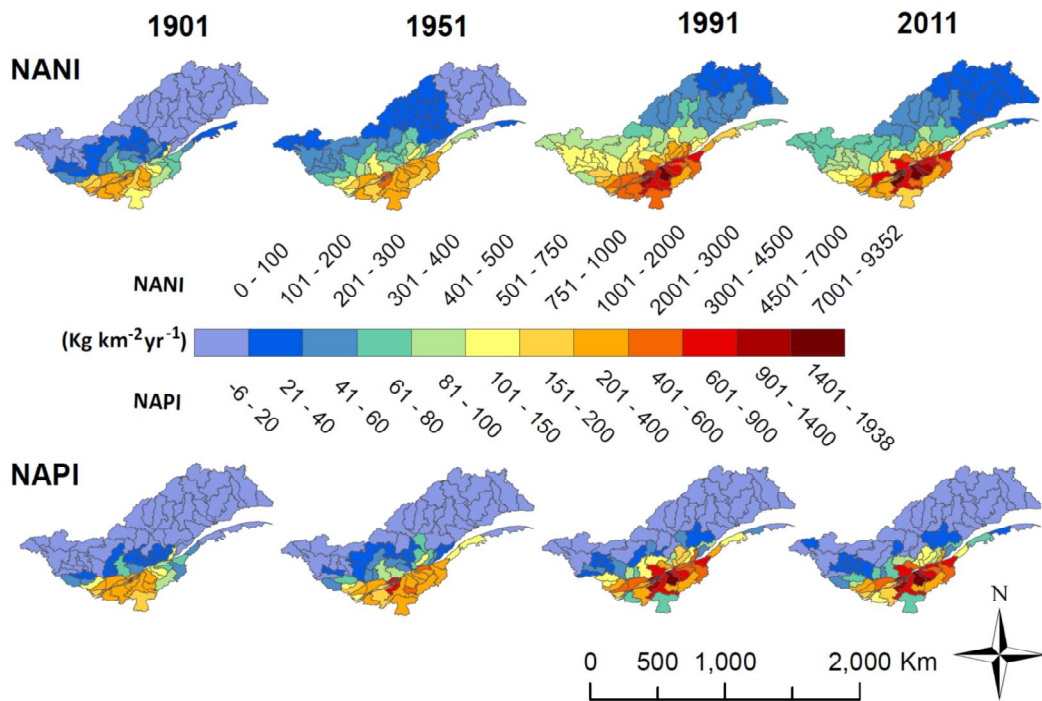 1901 1951 1991 2011
NANI
NANI 0 - 100 101 - 200 201 - 300 301 - 400 401 - 500 501 - 750 751 - 1000 1001 - 2000 2001 - 3000 3001 - 4500 4501 - 7000 7001 - 9352
(Kg km-2yr-1)
NAPI -6 - 20 21 - 40 41 - 60 61 - 80 81 - 100 101 - 150 151 - 200 201 - 400 401 - 600 601 - 900 901 - 1400 1401 - 1938
NAPI
N
0 500 1,000 2,000 Km